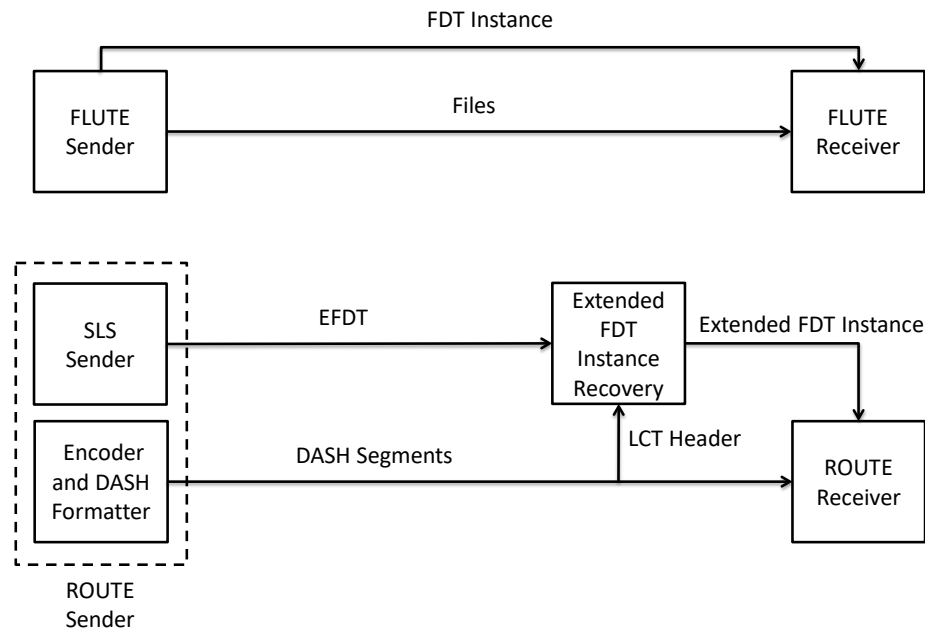 FDT Instance
FLUTE
Sender
Files
FLUTE
Receiver
SLS
Sender
EFDT
Extended
FDT
Instance
Recovery
Extended FDT Instance
Encoder
and DASH
Formatter
DASH Segments
LCT Header
ROUTE
Receiver
ROUTE
Sender